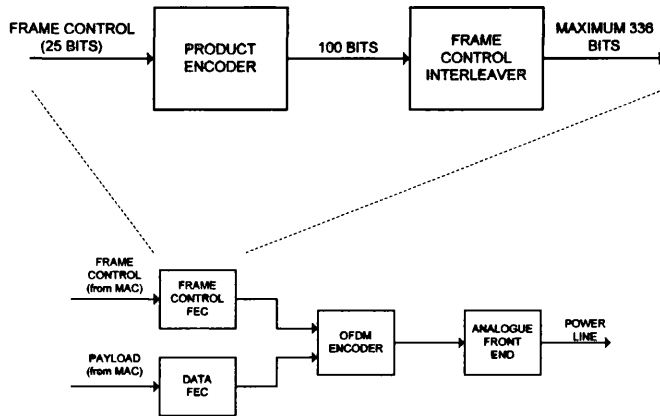 FRAME CONTROL
(25 BITS)
PRODUCT
ENCODER
100 BITS
FRAME
CONTROL
INTERLEAVER
MAXIMUM 336
BITS
FRAME
CONTROL
(from MAC)
FRAME
CONTROL
FEC
PAYLOAD
(from MAC)
DATA
FEC
OFDM
ENCODER
ANALOGUE
FRONT
END
POWER
LINE